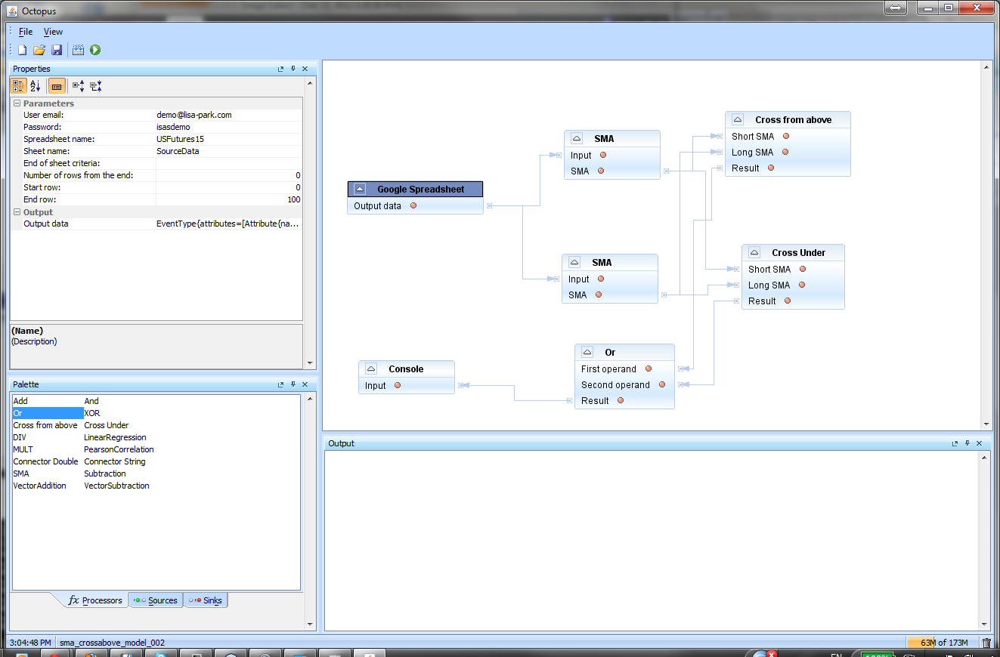 Octopus
File View
Properties
Parameters
User email: demo@lisa-park.com
Password: isasdemo
Spreadsheet name: USFutures15
Sheet name: SourceData
End of sheet criteria:
Number of rows from the end: 0
Start row: 0
End row: 100
Output
Output data EventType{attributes=[Attribute{na...
(Name)
(Description)
Palette
Add And
Or XOR
Cross from above Cross Under
DIV LinearRegression
MULT PearsonCorrelation
Connector Double Connector String
SMA Subtraction
VectorAddition VectorSubtraction
Processors Sources Sinks
Google Spreadsheet
Output data
SMA
Input
SMA
Cross from above
Short SMA
Long SMA
Result
SMA
Input
SMA
Cross Under
Short SMA
Long SMA
Result
Console
Input
Or
First operand
Second operand
Result
Output
3:04:48 PM sma_crossabove_model_002
63M of 173M